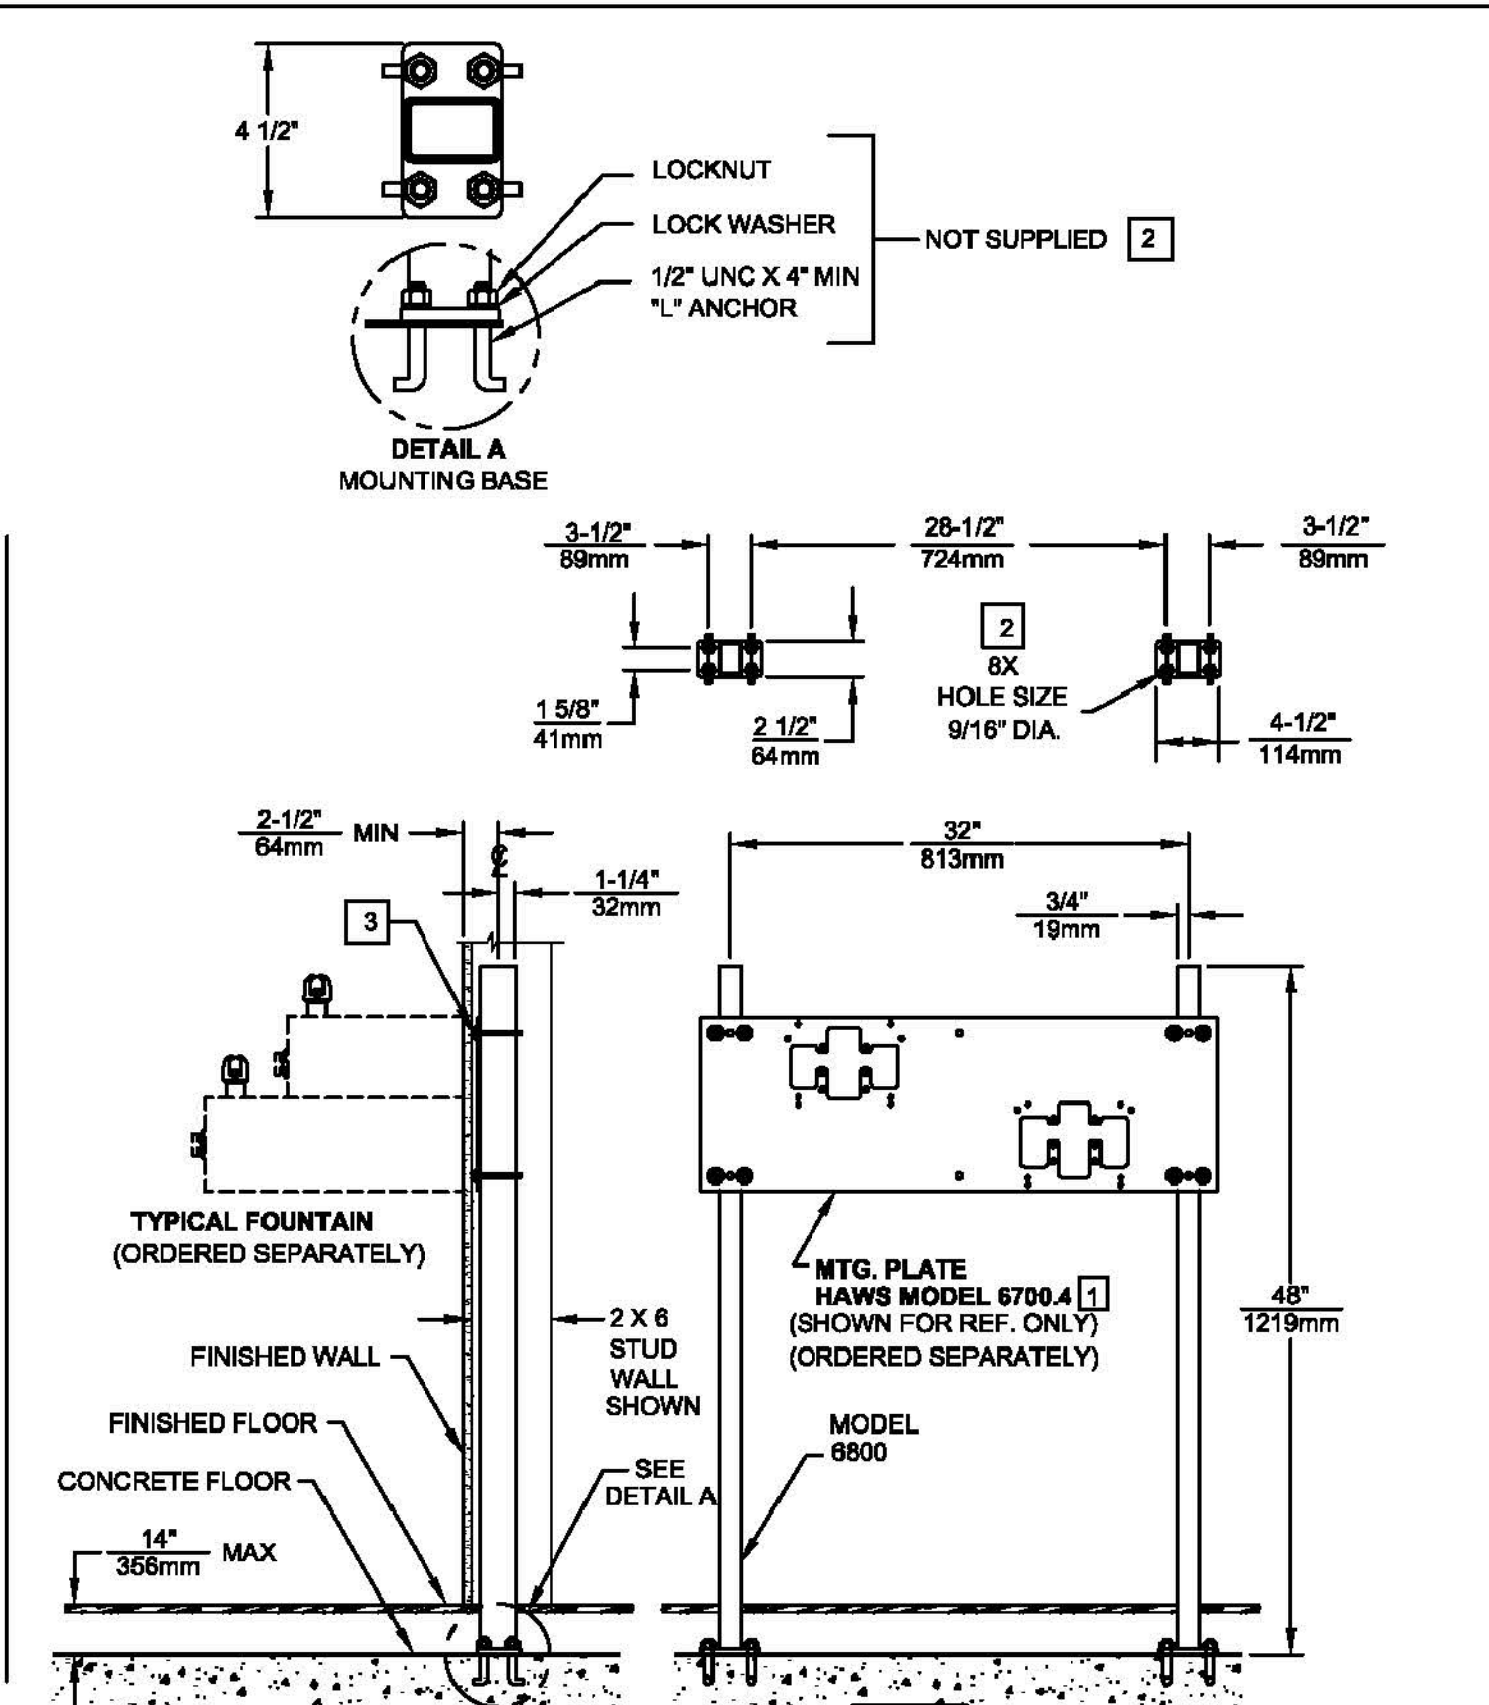 4 1/2"
LOCKNUT
LOCK WASHER
1/2" UNC X 4" MIN
"L" ANCHOR
NOT SUPPLIED 2
DETAIL A
MOUNTING BASE
3-1/2"
89mm
28-1/2"
724mm
3-1/2"
89mm
2
8X
HOLE SIZE
9/16" DIA.
1 5/8"
41mm
2 1/2"
64mm
4-1/2"
114mm
2-1/2"
64mm
MIN
1-1/4"
32mm
32"
813mm
3/4"
19mm
3
TYPICAL FOUNTAIN
(ORDERED SEPARATELY)
MTG. PLATE
HAWS MODEL 6700.4 1
(SHOWN FOR REF. ONLY)
(ORDERED SEPARATELY)
48"
1219mm
2 X 6
STUD
WALL
SHOWN
FINISHED WALL
FINISHED FLOOR
CONCRETE FLOOR
MODEL
6800
SEE
DETAIL A
14"
356mm
MAX